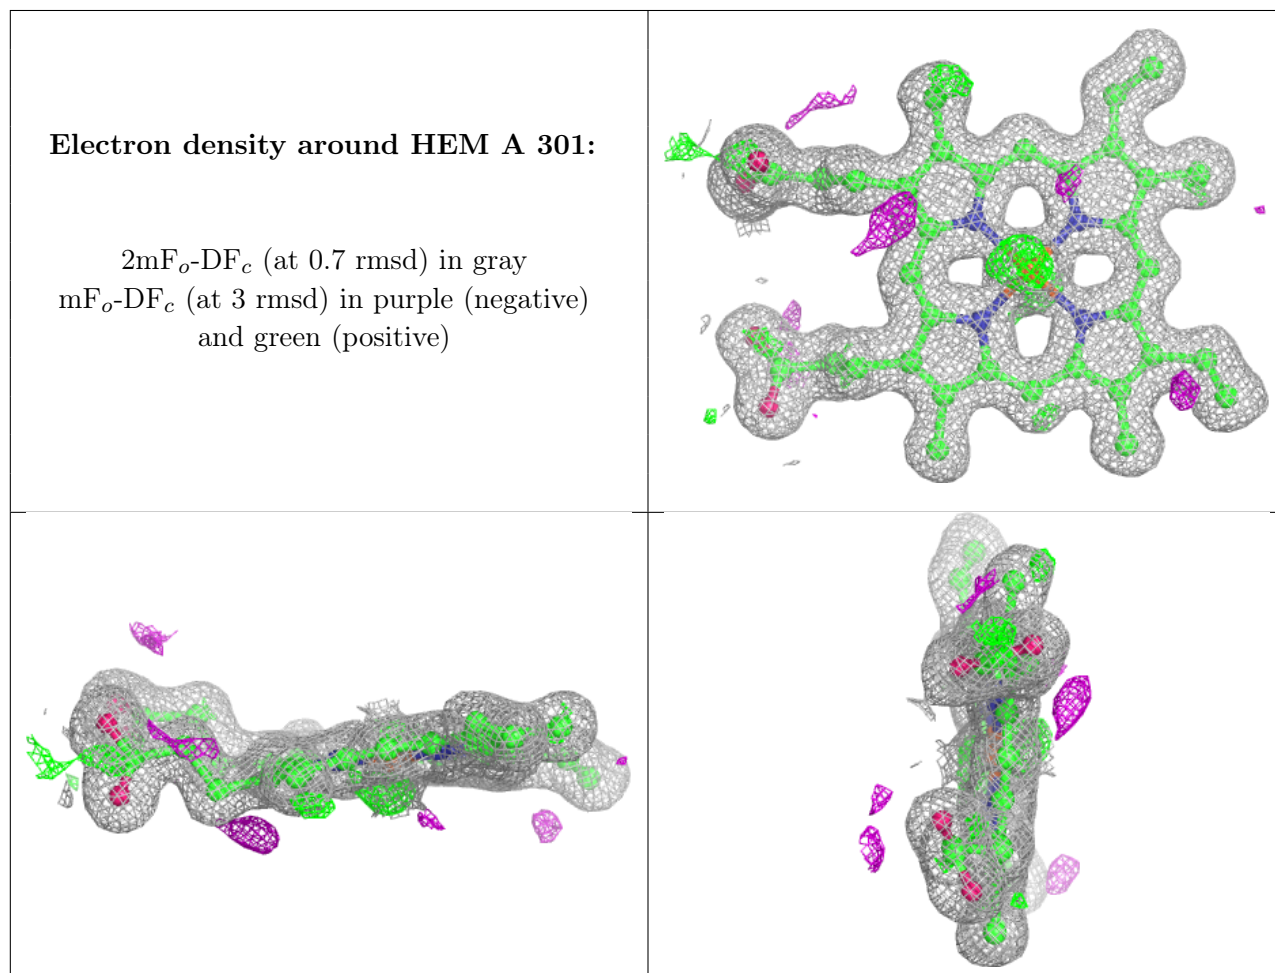 Electron density around HEM A 301:
2mFo-DFc (at 0.7 rmsd) in gray
mFo-DFc (at 3 rmsd) in purple (negative)
and green (positive)